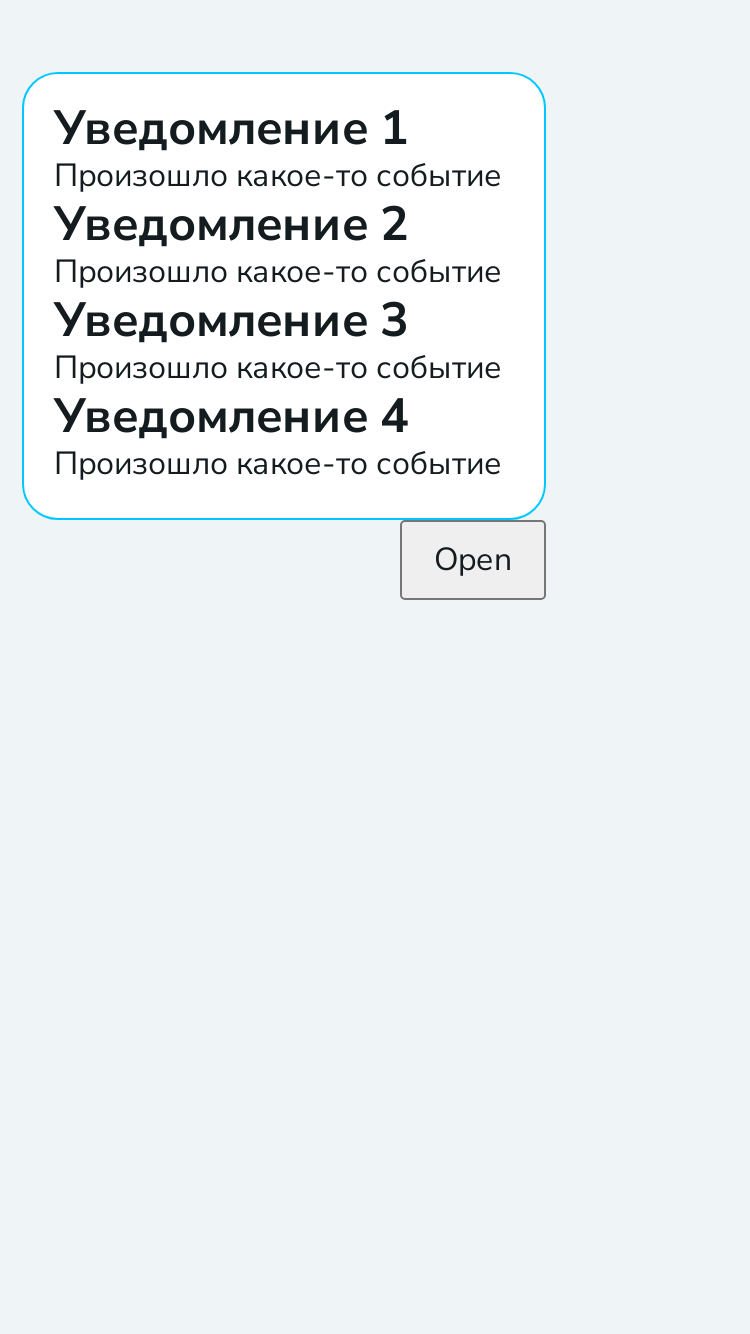 Уведомление 1
Произошло какое-то событие
Уведомление 2
Произошло какое-то событие
Уведомление 3
Произошло какое-то событие
Уведомление 4
Произошло какое-то событие
Open